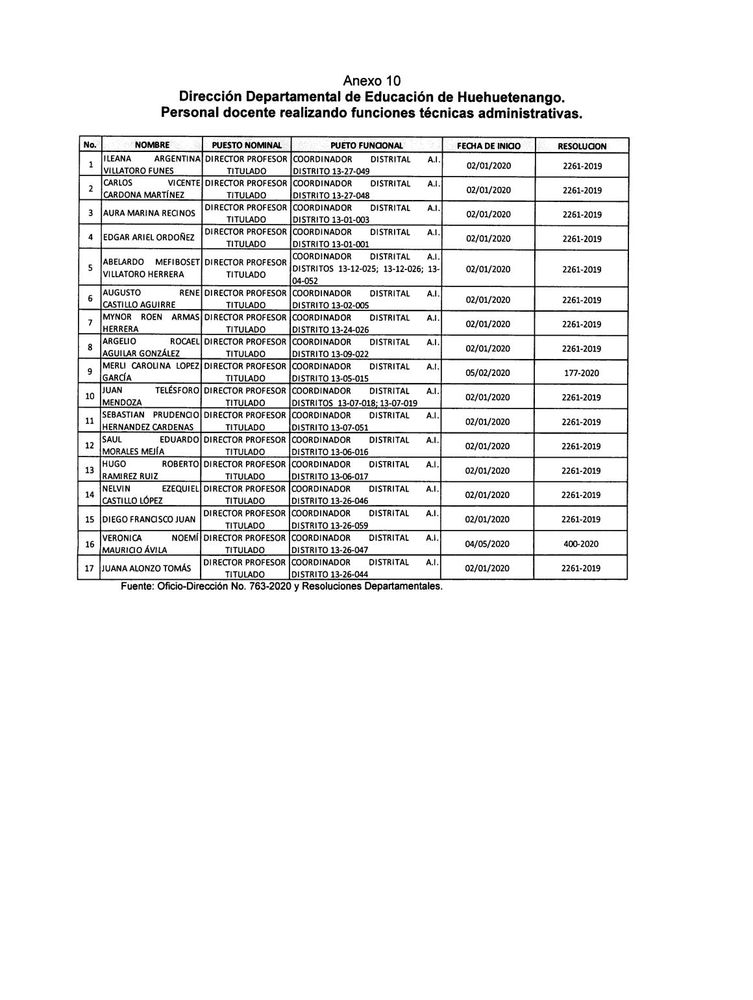 Anexo 10
Dirección Departamental de Educación de Huehuetenango.
Personal docente realizando funciones técnicas administrativas.
No. NOMBRE PUESTO NOMINAL PUETO FUNCIONAL FECHA DE INICIO RESOLUCION
1 ILEANA ARGENTINA VILLATORO FUNES DIRECTOR PROFESOR TITULADO COORDINADOR DISTRITAL A.I. DISTRITO 13-27-049 02/01/2020 2261-2019
2 CARLOS VICENTE CARDONA MARTÍNEZ DIRECTOR PROFESOR TITULADO COORDINADOR DISTRITAL A.I. DISTRITO 13-27-048 02/01/2020 2261-2019
3 AURA MARINA RECINOS DIRECTOR PROFESOR TITULADO COORDINADOR DISTRITAL A.I. DISTRITO 13-01-003 02/01/2020 2261-2019
4 EDGAR ARIEL ORDOÑEZ DIRECTOR PROFESOR TITULADO COORDINADOR DISTRITAL A.I. DISTRITO 13-01-001 02/01/2020 2261-2019
5 ABELARDO MEFIBOSET VILLATORO HERRERA DIRECTOR PROFESOR TITULADO COORDINADOR DISTRITAL A.I. DISTRITOS 13-12-025; 13-12-026; 13-04-052 02/01/2020 2261-2019
6 AUGUSTO RENE CASTILLO AGUIRRE DIRECTOR PROFESOR TITULADO COORDINADOR DISTRITAL A.I. DISTRITO 13-02-005 02/01/2020 2261-2019
7 MYNOR ROEN ARMAS HERRERA DIRECTOR PROFESOR TITULADO COORDINADOR DISTRITAL A.I. DISTRITO 13-24-026 02/01/2020 2261-2019
8 ARGELIO ROCAEL AGUILAR GONZÁLEZ DIRECTOR PROFESOR TITULADO COORDINADOR DISTRITAL A.I. DISTRITO 13-09-022 02/01/2020 2261-2019
9 MERLI CAROLINA LOPEZ GARCÍA DIRECTOR PROFESOR TITULADO COORDINADOR DISTRITAL A.I. DISTRITO 13-05-015 05/02/2020 177-2020
10 JUAN TELÉSFORO MENDOZA DIRECTOR PROFESOR TITULADO COORDINADOR DISTRITAL A.I. DISTRITOS 13-07-018; 13-07-019 02/01/2020 2261-2019
11 SEBASTIAN PRUDENCIO HERNANDEZ CARDENAS DIRECTOR PROFESOR TITULADO COORDINADOR DISTRITAL A.I. DISTRITO 13-07-051 02/01/2020 2261-2019
12 SAUL EDUARDO MORALES MEJÍA DIRECTOR PROFESOR TITULADO COORDINADOR DISTRITAL A.I. DISTRITO 13-06-016 02/01/2020 2261-2019
13 HUGO ROBERTO RAMIREZ RUIZ DIRECTOR PROFESOR TITULADO COORDINADOR DISTRITAL A.I. DISTRITO 13-06-017 02/01/2020 2261-2019
14 NELVIN EZEQUIEL CASTILLO LÓPEZ DIRECTOR PROFESOR TITULADO COORDINADOR DISTRITAL A.I. DISTRITO 13-26-046 02/01/2020 2261-2019
15 DIEGO FRANCISCO JUAN DIRECTOR PROFESOR TITULADO COORDINADOR DISTRITAL A.I. DISTRITO 13-26-059 02/01/2020 2261-2019
16 VERONICA NOEMÍ MAURICIO ÁVILA DIRECTOR PROFESOR TITULADO COORDINADOR DISTRITAL A.I. DISTRITO 13-26-047 04/05/2020 400-2020
17 JUANA ALONZO TOMÁS DIRECTOR PROFESOR TITULADO COORDINADOR DISTRITAL A.I. DISTRITO 13-26-044 02/01/2020 2261-2019
Fuente: Oficio-Dirección No. 763-2020 y Resoluciones Departamentales.